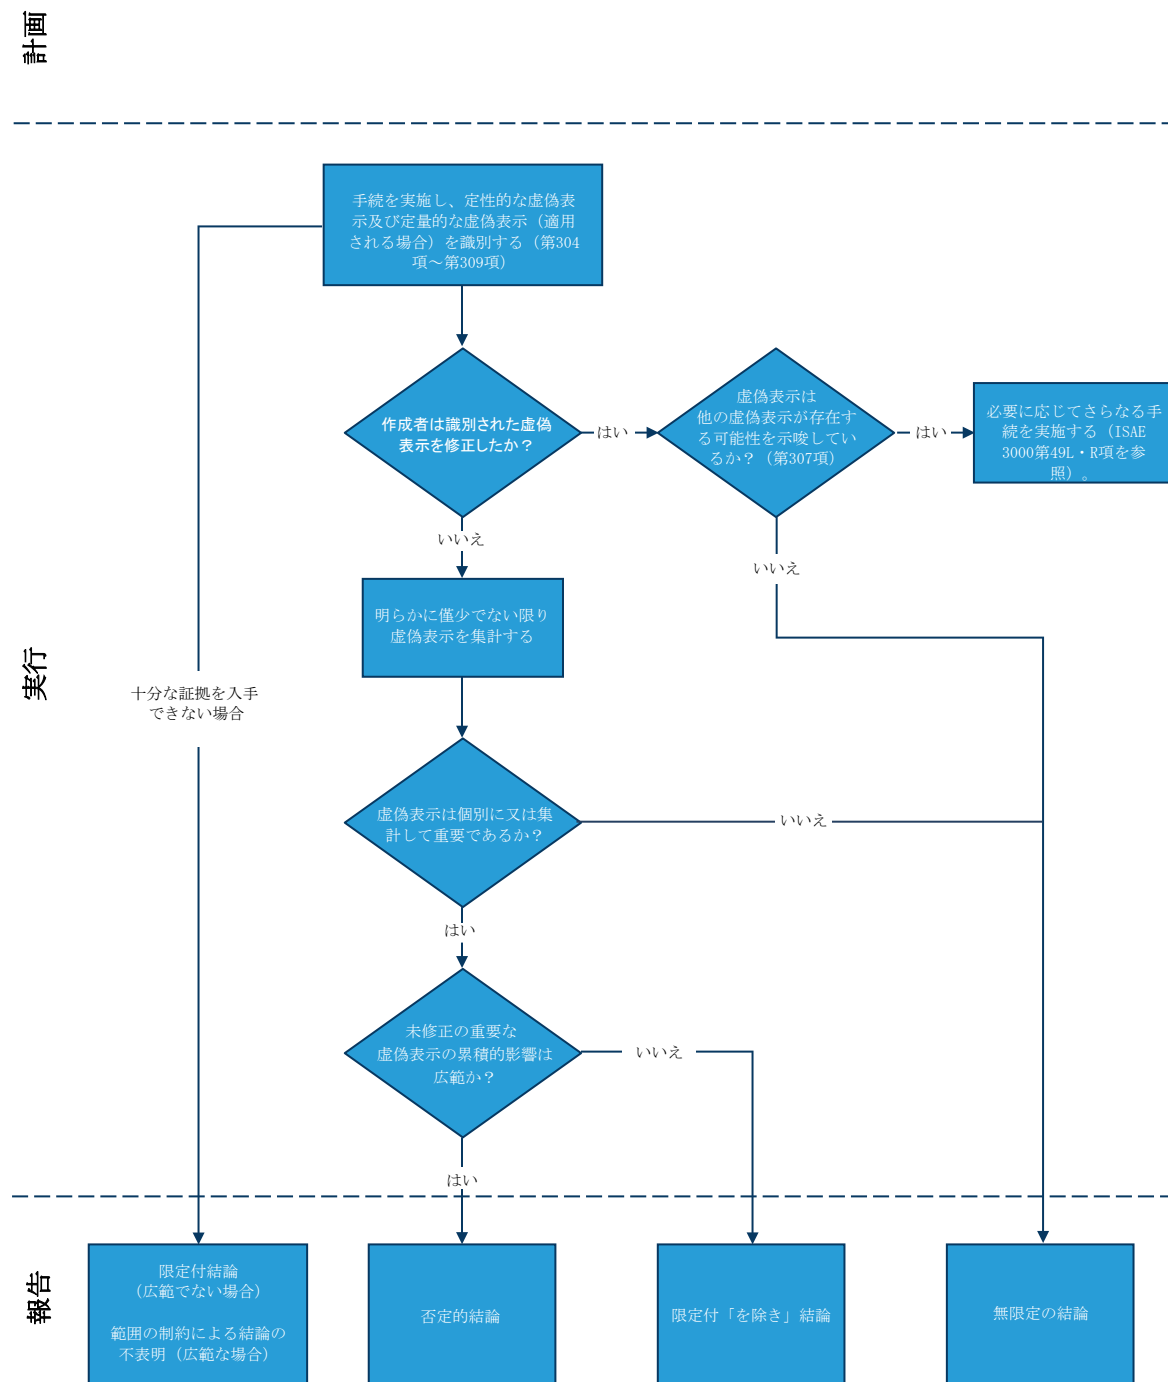 計画
手続を実施し、定性的な虚偽表
示及び定量的な虚偽表示（適用
される場合）を識別する（第304
項～第309項）
作成者は識別された虚偽
表示を修正したか？
はい
虚偽表示は
他の虚偽表示が存在す
る可能性を示唆してい
るか？（第307項）
はい
必要に応じてさらなる手
続を実施する（ISAE
3000第49L・R項を参
照）。
いいえ
いいえ
明らかに僅少でない限り
虚偽表示を集計する
実行
十分な証拠を入手
できない場合
虚偽表示は個別に又は集
計して重要であるか？
いいえ
はい
未修正の重要な
虚偽表示の累積的影響は
広範か？
いいえ
はい
報告
限定付結論
（広範でない場合）
範囲の制約による結論の
不表明（広範な場合）
否定的結論
限定付「を除き」結論
無限定の結論